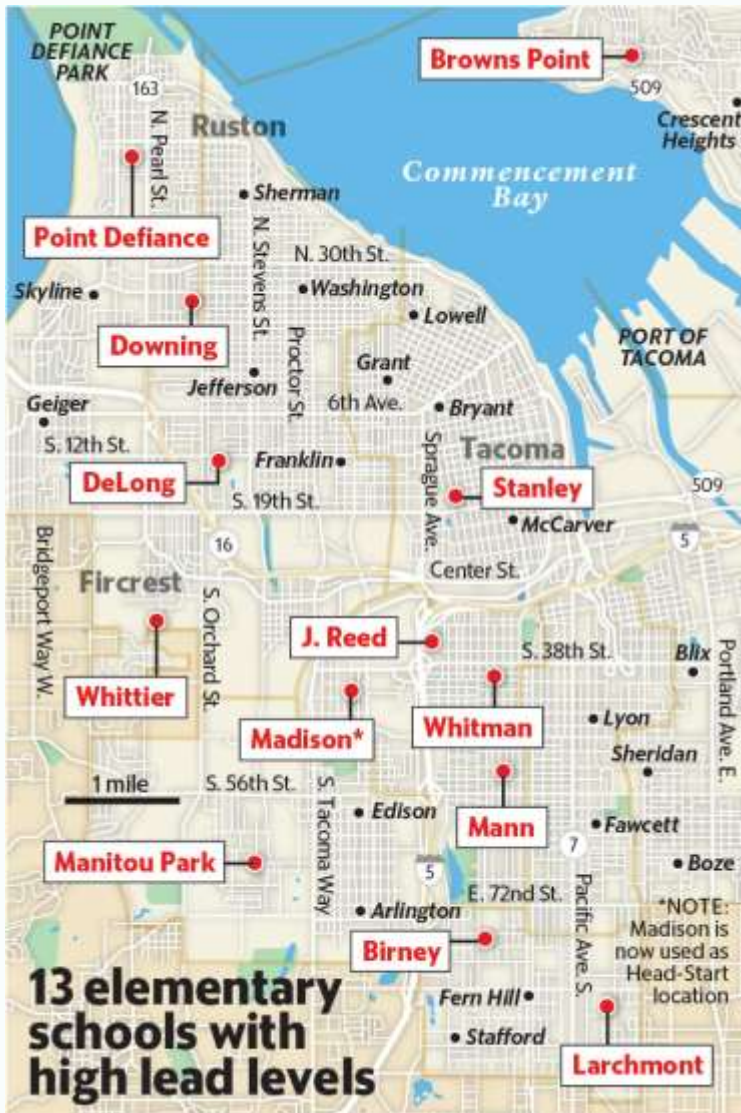 POINT
DEFIANCE
PARK
Browns Point
163
509
Crescent
Heights
N. Pearl St.
Ruston
Commencement
Bay
Sherman
Point Defiance
N. Stevens St.
N. 30th St.
Skyline
Washington
Lowell
Downing
Proctor St.
PORT OF
TACOMA
Grant
Jefferson
6th Ave.
Bryant
Geiger
S. 12th St.
Tacoma
Franklin
DeLong
Sprague Ave.
Stanley
S. 19th St.
509
McCarver
Bridgeport Way W.
16
5
Center St.
Fircrest
S. Orchard St.
J. Reed
S. 38th St.
Blix
Portland Ave. E.
Whittier
Madison*
Whitman
Lyon
Sheridan
1 mile
S. 56th St.
S. Tacoma Way
Edison
Mann
Fawcett
Manitou Park
7
5
Boze
E. 72nd St.
Pacific Ave. S.
*NOTE:
Madison is
now used as
Head-Start
location
Arlington
Birney
13 elementary
schools with
high lead levels
Fern Hill
Stafford
Larchmont